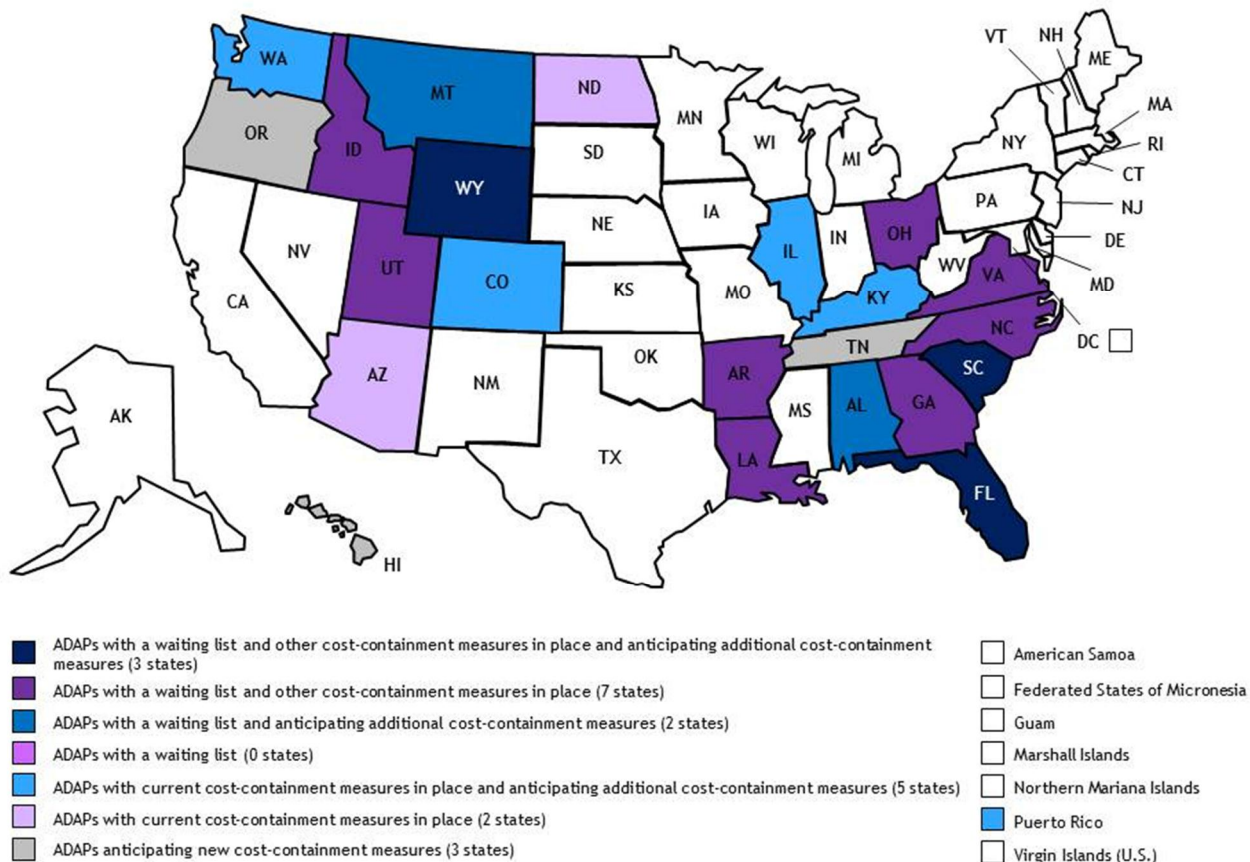 WA
MT
ND
MN
VT
NH
ME
OR
ID
WY
SD
WI
MI
NY
MA
RI
CT
NJ
PA
DE
MD
DC
NV
UT
CO
NE
IA
IL
IN
OH
WV
VA
CA
KS
MO
KY
NC
AZ
NM
OK
AR
TN
SC
AK
TX
LA
MS
AL
GA
FL
HI
ADAPs with a waiting list and other cost-containment measures in place and anticipating additional cost-containment
measures (3 states)
ADAPs with a waiting list and other cost-containment measures in place (7 states)
ADAPs with a waiting list and anticipating additional cost-containment measures (2 states)
ADAPs with a waiting list (0 states)
ADAPs with current cost-containment measures in place and anticipating additional cost-containment measures (5 states)
ADAPs with current cost-containment measures in place (2 states)
ADAPs anticipating new cost-containment measures (3 states)
American Samoa
Federated States of Micronesia
Guam
Marshall Islands
Northern Mariana Islands
Puerto Rico
Virgin Islands (U.S.)